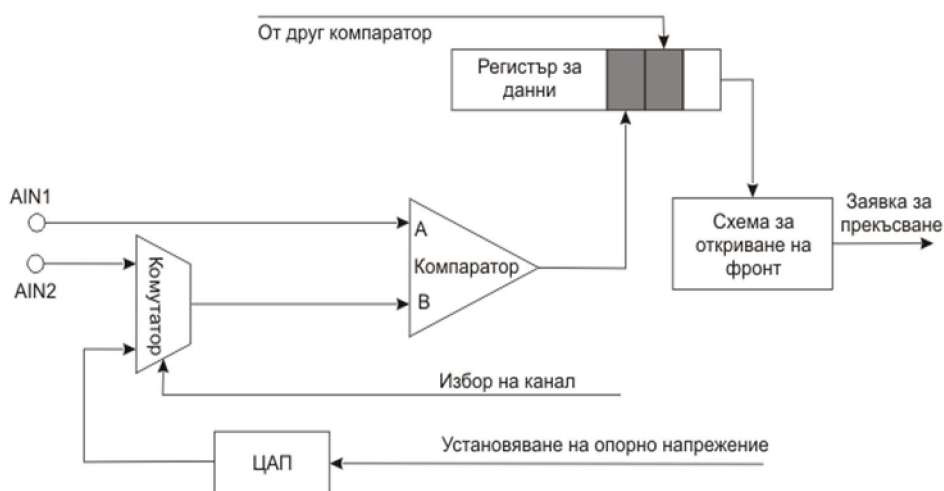 От друг компаратор
Регистър за
данни
AIN1
Заявка за
прекъсване
Схема за
откриване на
фронт
A
Компаратор
B
AIN2
Комутатор
Избор на канал
Установяване на опорно напрежение
ЦАП